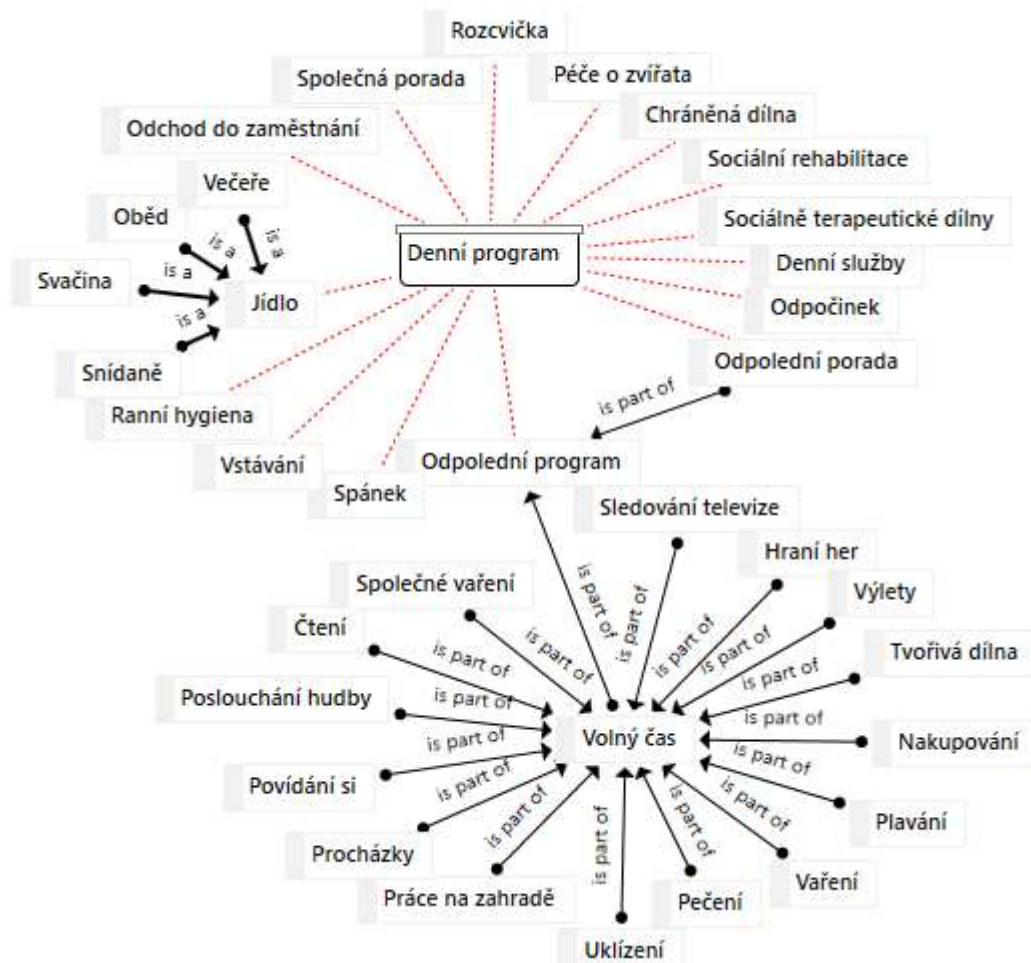 Rozcvička
Společná porada
Péče o zvířata
Odchod do zaměstnání
Chráněná dílna
Večeře
Sociální rehabilitace
Oběd
is a
is a
Sociálně terapeutické dílny
Denní program
Svačina
is a
Denní služby
Jídlo
is a
Odpočinek
Snídaně
Odpolední porada
Ranní hygiena
is part of
Vstávání
Odpolední program
Spánek
Sledování televize
Hraní her
Společné vaření
is part of
is part of
Výlety
Čtení
is part of
is part of
is part of
Tvořivá dílna
is part of
is part of
Poslouchání hudby
is part of
is part of
is part of
Volný čas
Nakupování
Povídání si
is part of
is part of
Plavání
Procházky
is part of
is part of
is part of
is part of
Vaření
Práce na zahradě
Pečení
Uklízení